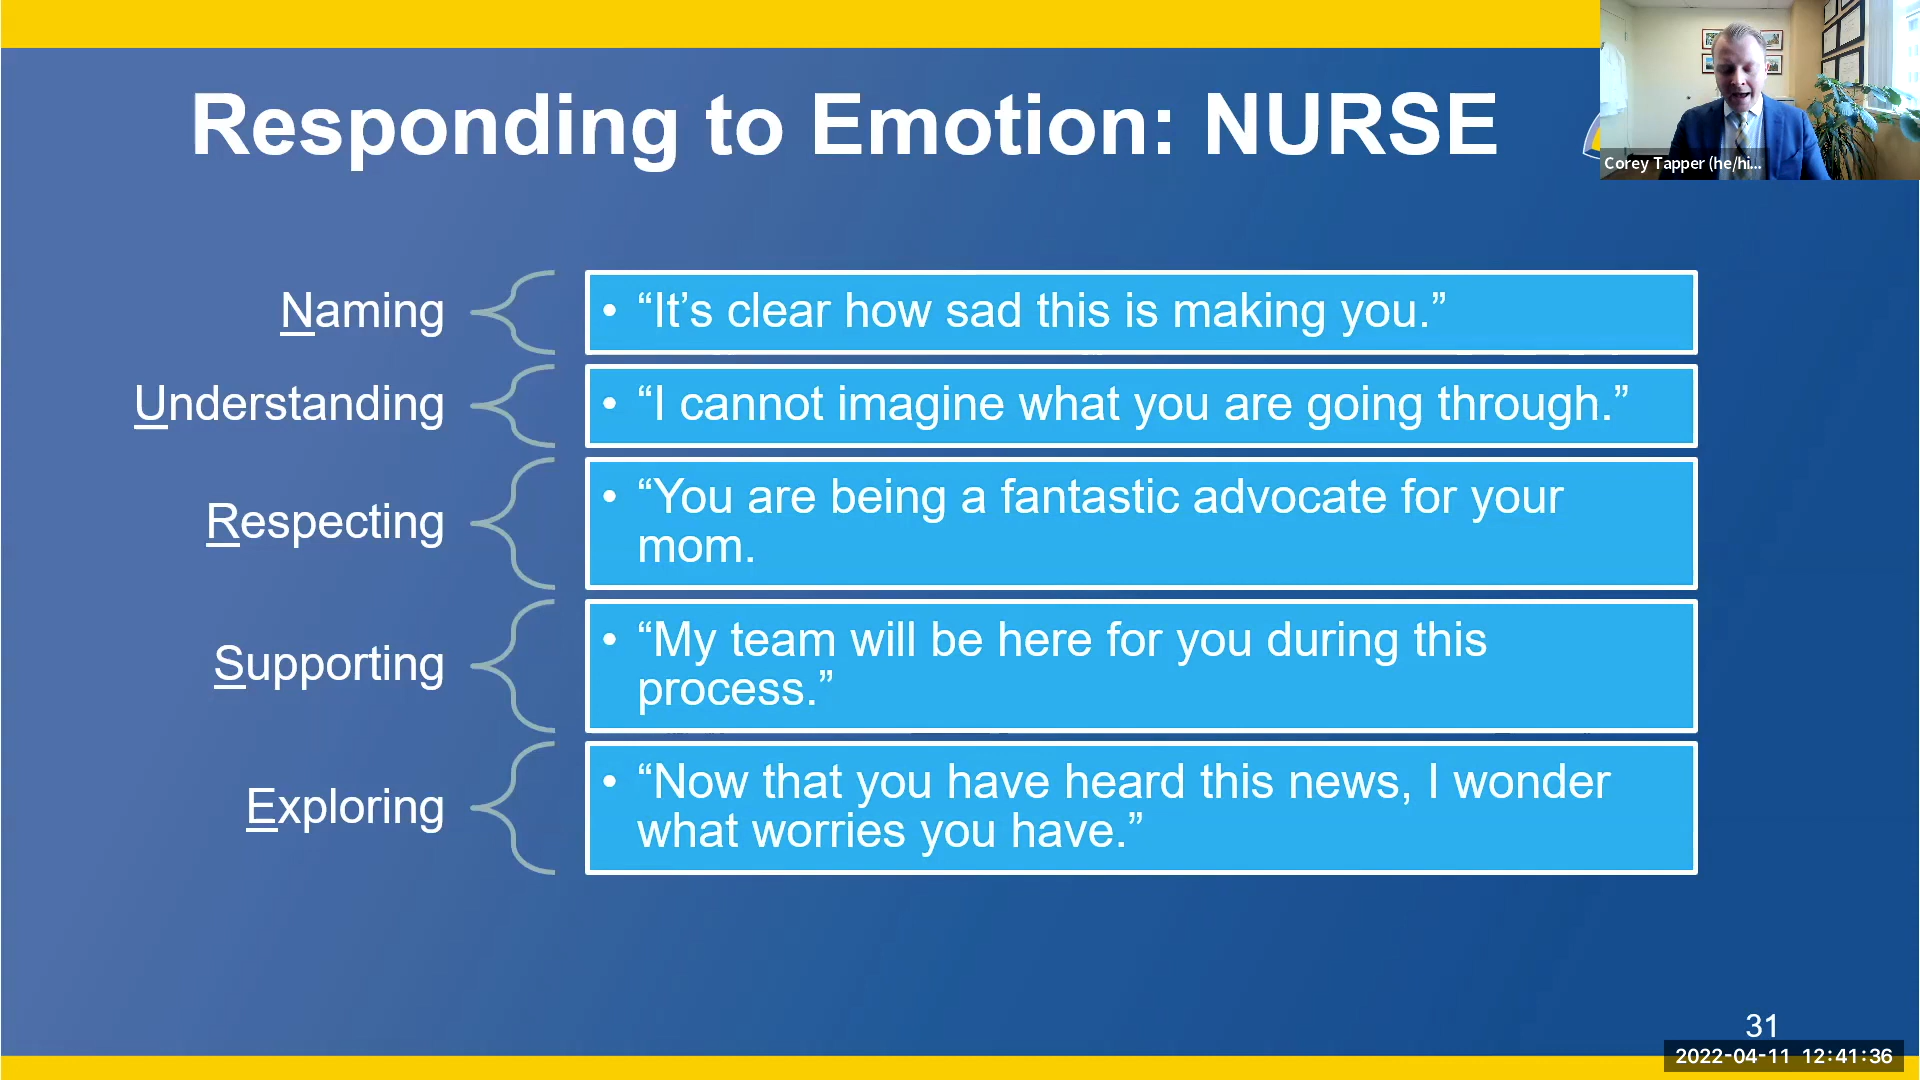 Responding to Emotion: NURSE
Corey Tapper (he/hi...
Naming
• “It’s clear how sad this is making you.”
Understanding
• “I cannot imagine what you are going through.”
Respecting
• “You are being a fantastic advocate for your
mom.
Supporting
• “My team will be here for you during this
process.”
Exploring
• “Now that you have heard this news, I wonder
what worries you have.”
31
2022-04-11 12:41:36